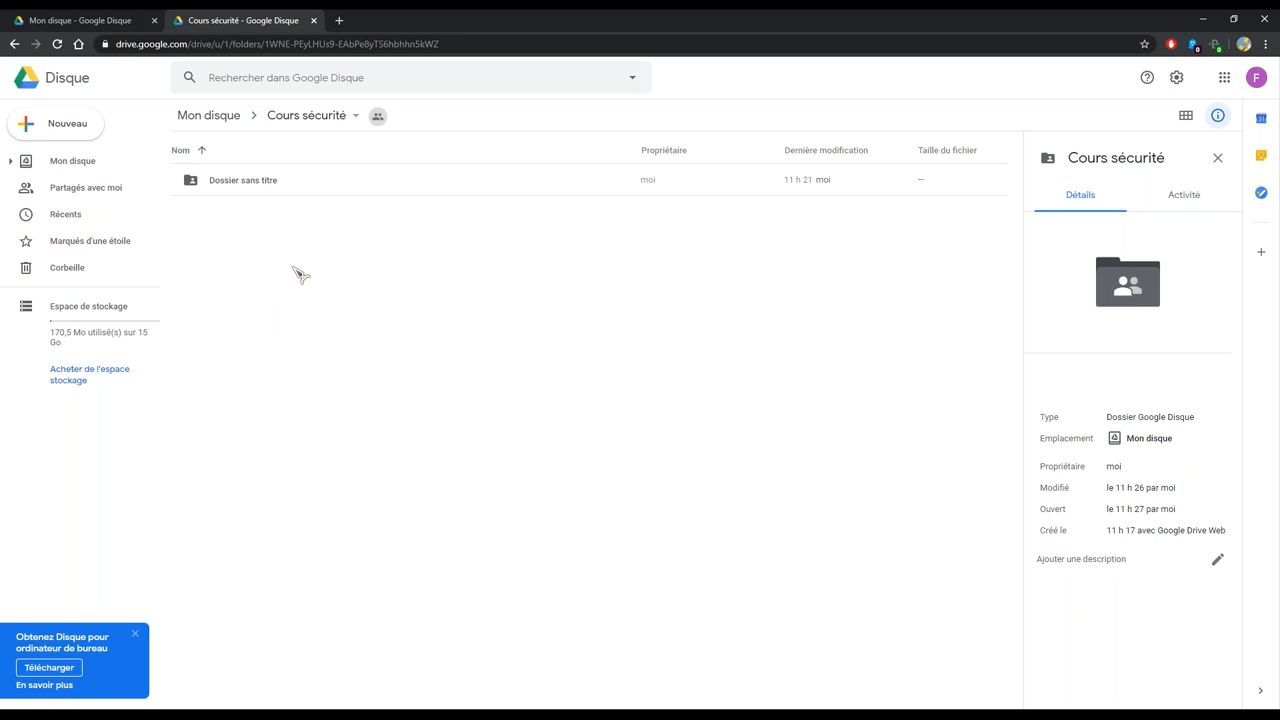 Mon disque - Google Disque
Cours sécurité - Google Disque
drive.google.com/drive/u/1/folders/1WNE-PEyLHUs9-EAbPe8yTS6hbhhn5kWZ
Disque
Rechercher dans Google Disque
F
Nouveau
Mon disque
Partagés avec moi
Récents
Marqués d'une étoile
Corbeille
Espace de stockage
170,5 Mo utilisé(s) sur 15
Go
Acheter de l'espace
stockage
Mon disque > Cours sécurité
Nom Propriétaire Dernière modification Taille du fichier
Dossier sans titre moi 11 h 21 moi —
Cours sécurité
Détails Activité
Type Dossier Google Disque
Emplacement Mon disque
Propriétaire moi
Modifié le 11 h 26 par moi
Ouvert le 11 h 27 par moi
Créé le 11 h 17 avec Google Drive Web
Ajouter une description
Obtenez Disque pour
ordinateur de bureau
Télécharger
En savoir plus